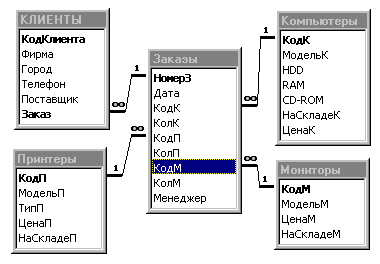 КЛИЕНТЫ
КодКлиента
Фирма
Город
Телефон
Поставщик
Заказ
1
∞
Заказы
НомерЗ
Дата
КодК
КолК
КодП
КолП
КодМ
КолМ
Менеджер
1
∞
Компьютеры
КодК
МодельК
HDD
RAM
CD-ROM
НаСкладеК
ЦенаК
Принтеры
КодП
МодельП
ТипП
ЦенаП
НаСкладеП
1
∞
∞
1
Мониторы
КодМ
МодельМ
ЦенаМ
НаСкладеМ